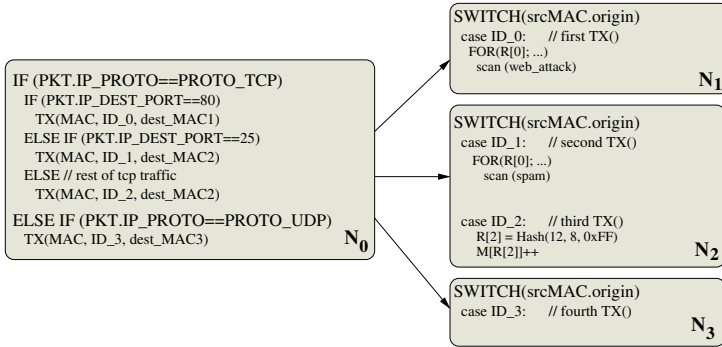 IF (PKT.IP_PROTO==PROTO_TCP)
IF (PKT.IP_DEST_PORT==80)
TX(MAC, ID_0, dest_MAC1)
ELSE IF (PKT.IP_DEST_PORT==25)
TX(MAC, ID_1, dest_MAC2)
ELSE // rest of tcp traffic
TX(MAC, ID_2, dest_MAC2)
ELSE IF (PKT.IP_PROTO==PROTO_UDP)
TX(MAC, ID_3, dest_MAC3)
N0
SWITCH(srcMAC.origin)
case ID_0: // first TX()
FOR(R[0]; ...)
scan (web_attack)
N1
SWITCH(srcMAC.origin)
case ID_1: // second TX()
FOR(R[0]; ...)
scan (spam)
case ID_2: // third TX()
R[2] = Hash(12, 8, 0xFF)
M[R[2]]++
N2
SWITCH(srcMAC.origin)
case ID_3: // fourth TX()
N3